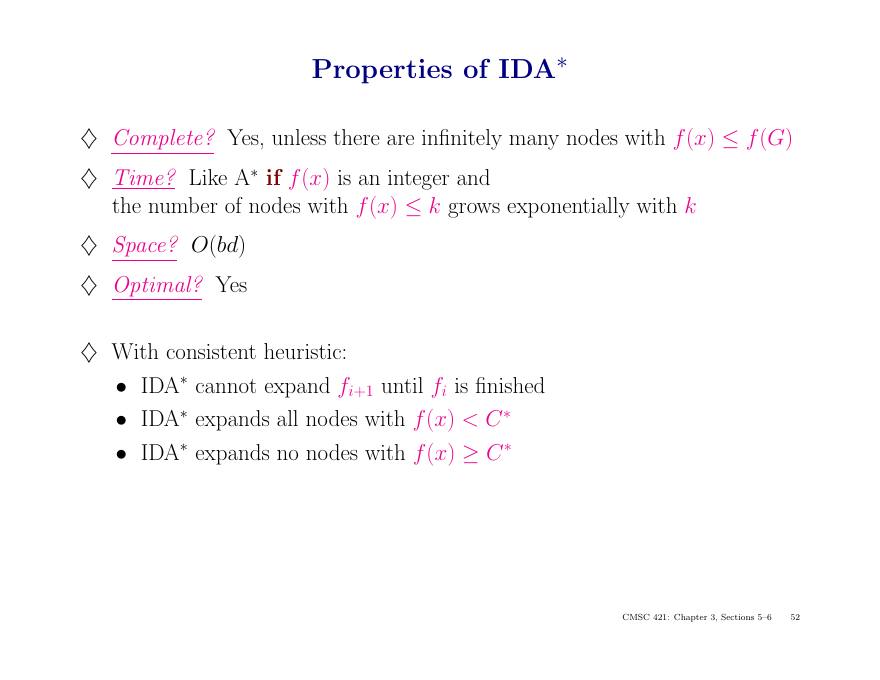 Properties of IDA*
♢ Complete? Yes, unless there are infinitely many nodes with f(x) ≤ f(G)
♢ Time? Like A* if f(x) is an integer and
the number of nodes with f(x) ≤ k grows exponentially with k
♢ Space? O(bd)
♢ Optimal? Yes
♢ With consistent heuristic:
• IDA* cannot expand fᵢ₊₁ until fᵢ is finished
• IDA* expands all nodes with f(x) < C*
• IDA* expands no nodes with f(x) ≥ C*
CMSC 421: Chapter 3, Sections 5–6 52